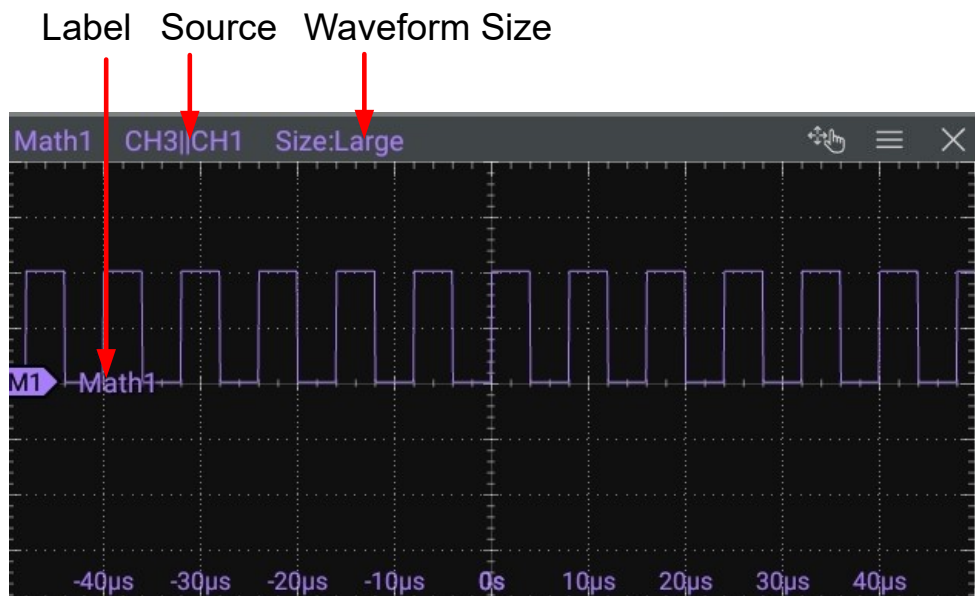 Label Source Waveform Size
Math1 CH3||CH1 Size:Large
M1 Math1
-40µs -30µs -20µs -10µs 0s 10µs 20µs 30µs 40µs